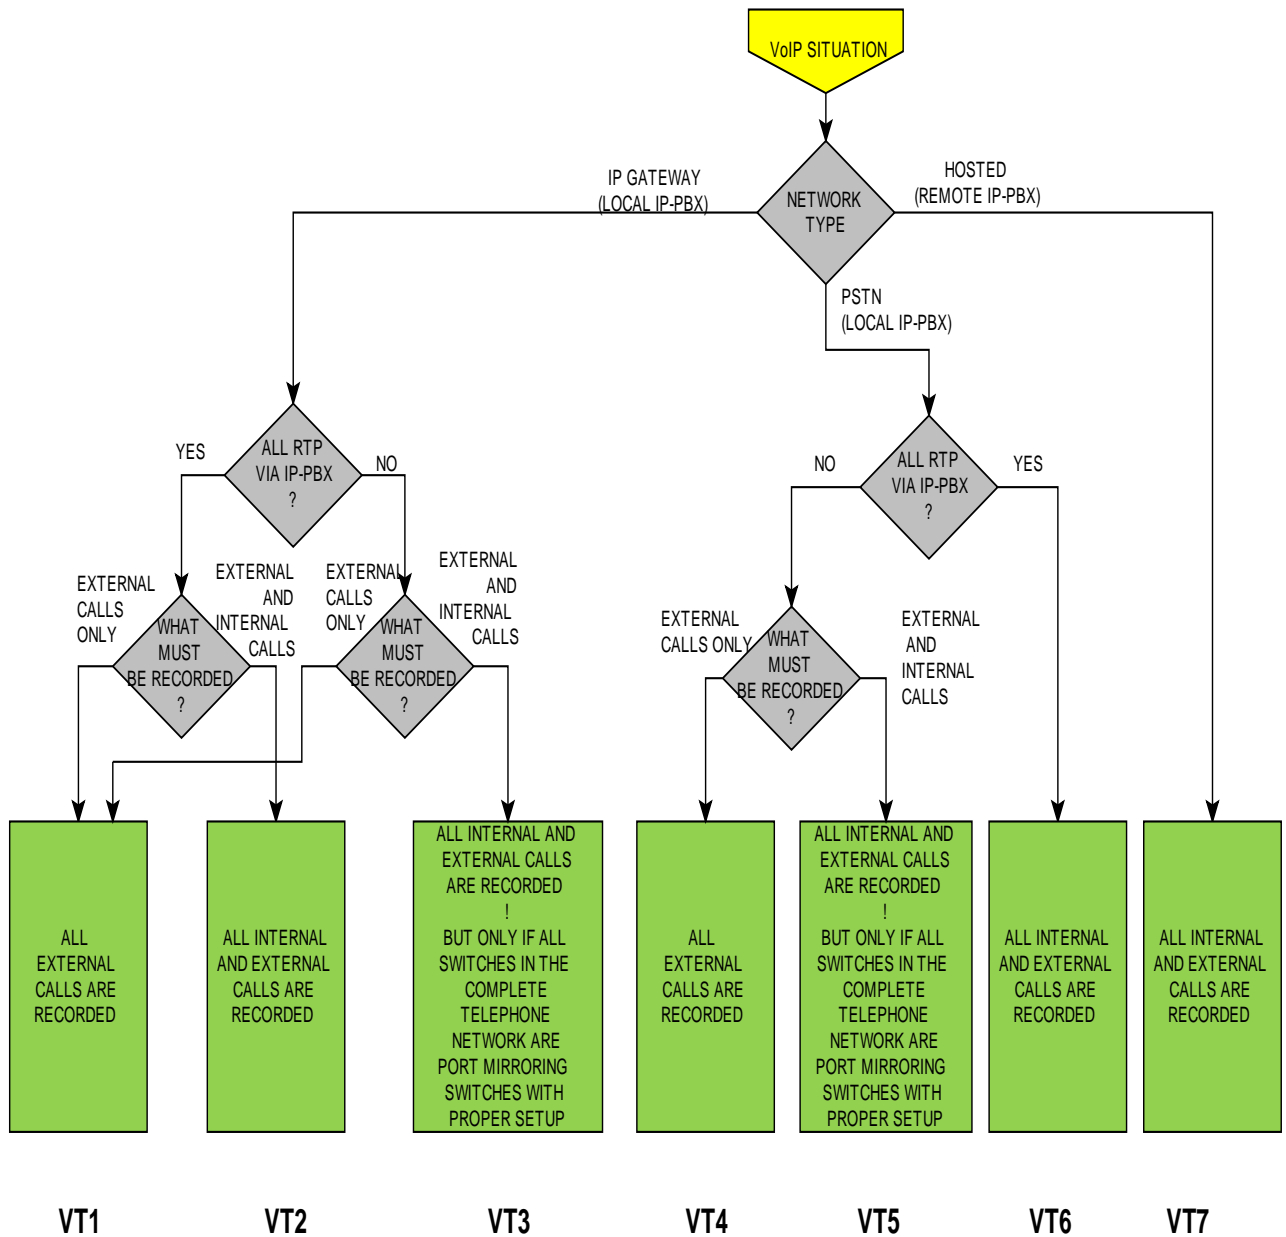 VoIP SITUATION
IP GATEWAY
(LOCAL IP-PBX)
NETWORK
TYPE
HOSTED
(REMOTE IP-PBX)
PSTN
(LOCAL IP-PBX)
YES
ALL RTP
VIA IP-PBX
?
NO
NO
ALL RTP
VIA IP-PBX
?
YES
EXTERNAL
CALLS
ONLY
WHAT
MUST
BE RECORDED
?
EXTERNAL
AND
INTERNAL
CALLS
EXTERNAL
CALLS
ONLY
WHAT
MUST
BE RECORDED
?
EXTERNAL
AND
INTERNAL
CALLS
EXTERNAL
CALLS ONLY
WHAT
MUST
BE RECORDED
?
EXTERNAL
AND
INTERNAL
CALLS
ALL
EXTERNAL
CALLS ARE
RECORDED
ALL INTERNAL
AND EXTERNAL
CALLS ARE
RECORDED
ALL INTERNAL AND
EXTERNAL CALLS
ARE RECORDED
!
BUT ONLY IF ALL
SWITCHES IN THE
COMPLETE
TELEPHONE
NETWORK ARE
PORT MIRRORING
SWITCHES WITH
PROPER SETUP
ALL
EXTERNAL
CALLS ARE
RECORDED
ALL INTERNAL AND
EXTERNAL CALLS
ARE RECORDED
!
BUT ONLY IF ALL
SWITCHES IN THE
COMPLETE
TELEPHONE
NETWORK ARE
PORT MIRRORING
SWITCHES WITH
PROPER SETUP
ALL INTERNAL
AND EXTERNAL
CALLS ARE
RECORDED
ALL INTERNAL
AND EXTERNAL
CALLS ARE
RECORDED
VT1
VT2
VT3
VT4
VT5
VT6
VT7